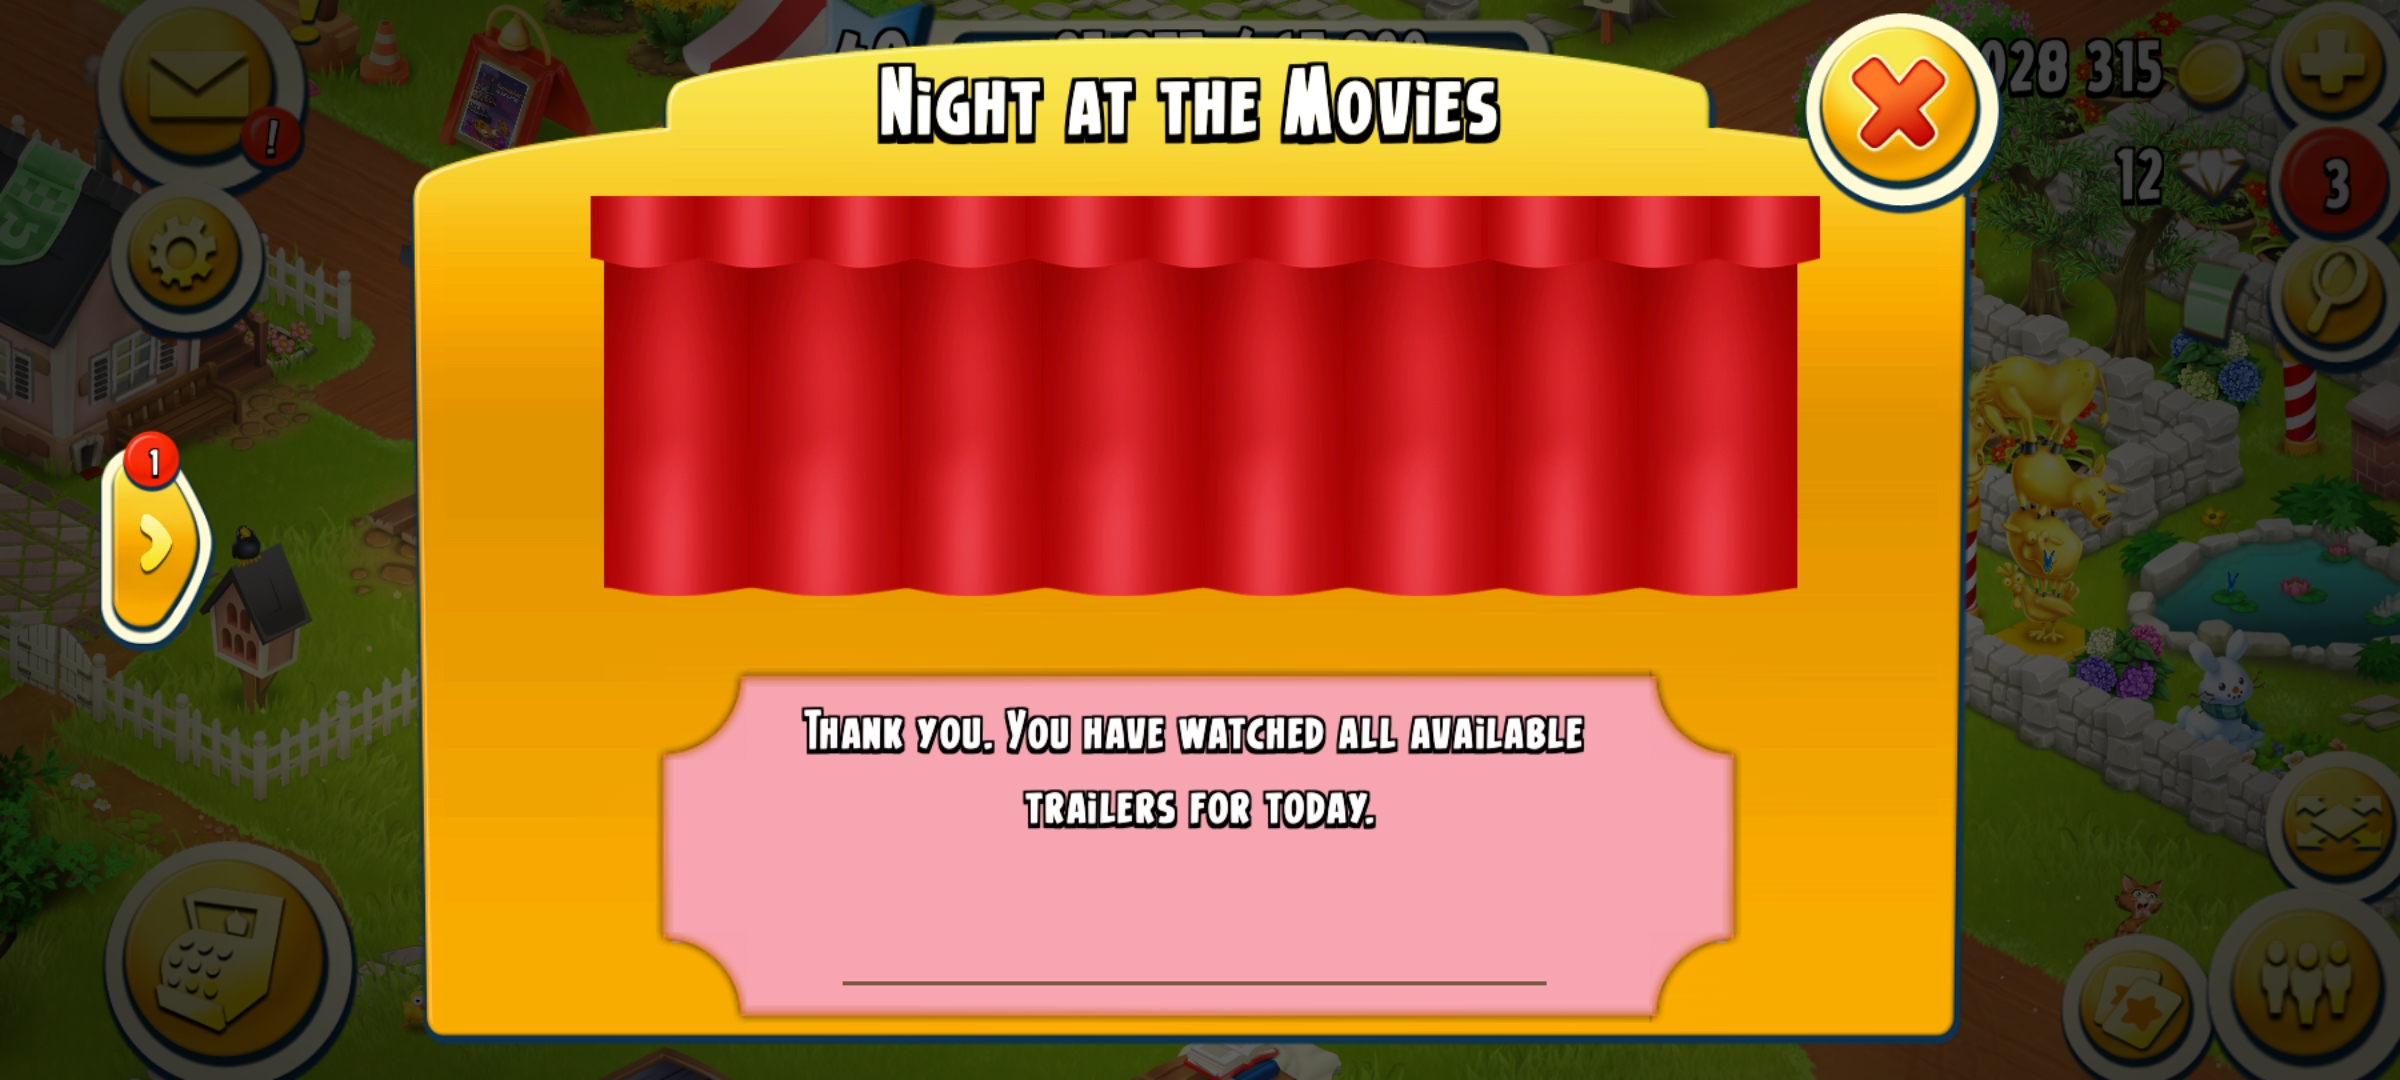 Night at the Movies
028 315
!
12
3
1
Thank you. You have watched all available
trailers for today.